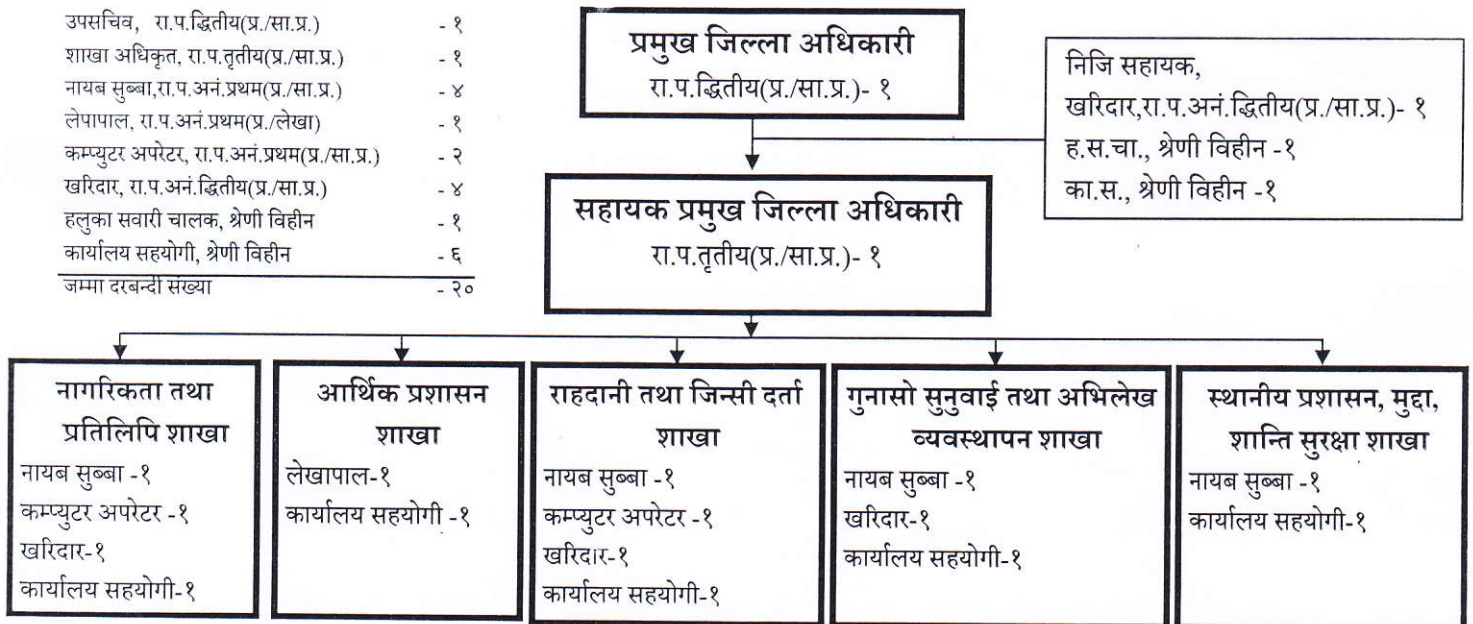 उपसचिव, रा.प.द्धितीय(प्र./सा.प्र.) - १
शाखा अधिकृत, रा.प.तृतीय(प्र./सा.प्र.) - १
नायब सुब्बा,रा.प.अनं.प्रथम(प्र./सा.प्र.) - ४
लेपापाल, रा.प.अनं.प्रथम(प्र./लेखा) - १
कम्प्युटर अपरेटर, रा.प.अनं.प्रथम(प्र./सा.प्र.) - २
खरिदार, रा.प.अनं.द्धितीय(प्र./सा.प्र.) - ४
हलुका सवारी चालक, श्रेणी विहीन - १
कार्यालय सहयोगी, श्रेणी विहीन - ६
जम्मा दरबन्दी संख्या - २०
प्रमुख जिल्ला अधिकारी
रा.प.द्धितीय(प्र./सा.प्र.)- १
निजि सहायक,
खरिदार,रा.प.अनं.द्धितीय(प्र./सा.प्र.)- १
ह.स.चा., श्रेणी विहीन -१
का.स., श्रेणी विहीन -१
सहायक प्रमुख जिल्ला अधिकारी
रा.प.तृतीय(प्र./सा.प्र.)- १
नागरिकता तथा
प्रतिलिपि शाखा
नायब सुब्बा -१
कम्प्युटर अपरेटर -१
खरिदार-१
कार्यालय सहयोगी-१
आर्थिक प्रशासन
शाखा
लेखापाल-१
कार्यालय सहयोगी -१
राहदानी तथा जिन्सी दर्ता
शाखा
नायब सुब्बा -१
कम्प्युटर अपरेटर -१
खरिदार-१
कार्यालय सहयोगी-१
गुनासो सुनुवाई तथा अभिलेख
व्यवस्थापन शाखा
नायब सुब्बा -१
खरिदार-१
कार्यालय सहयोगी-१
स्थानीय प्रशासन, मुद्दा,
शान्ति सुरक्षा शाखा
नायब सुब्बा -१
कार्यालय सहयोगी-१